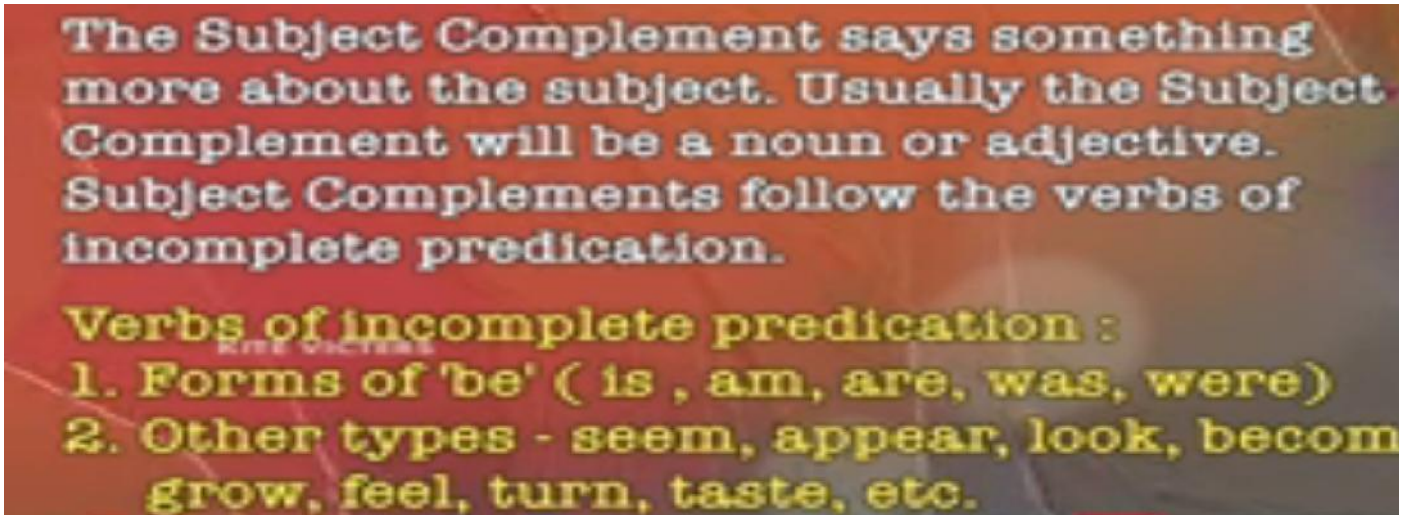 The Subject Complement says something
more about the subject. Usually the Subject
Complement will be a noun or adjective.
Subject Complements follow the verbs of
incomplete predication.
Verbs of incomplete predication :
1. Forms of 'be' ( is , am, are, was, were)
2. Other types - seem, appear, look, becom
grow, feel, turn, taste, etc.